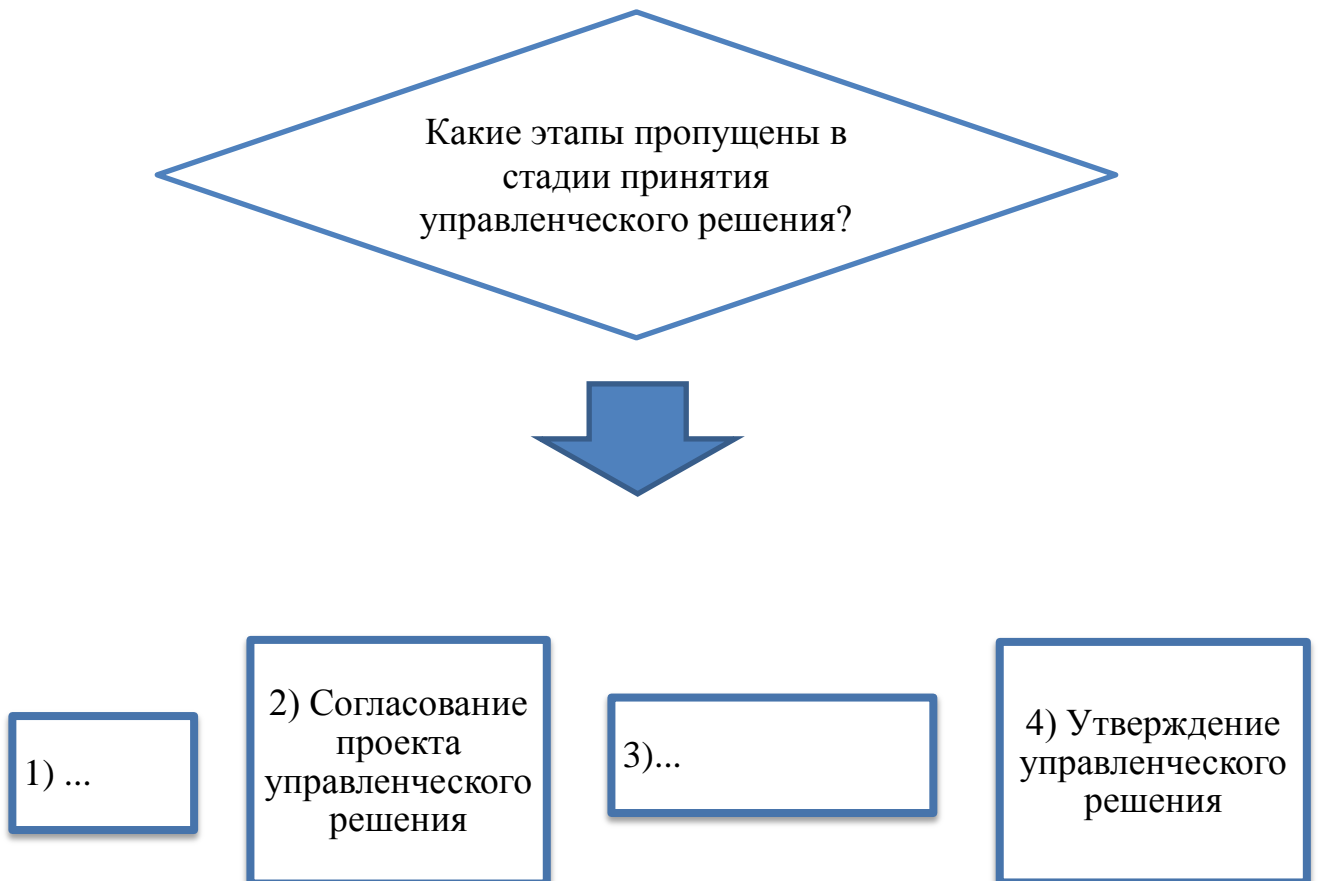 Какие этапы пропущены в
стадии принятия
управленческого решения?
1) ...
2) Согласование
проекта
управленческого
решения
3)...
4) Утверждение
управленческого
решения